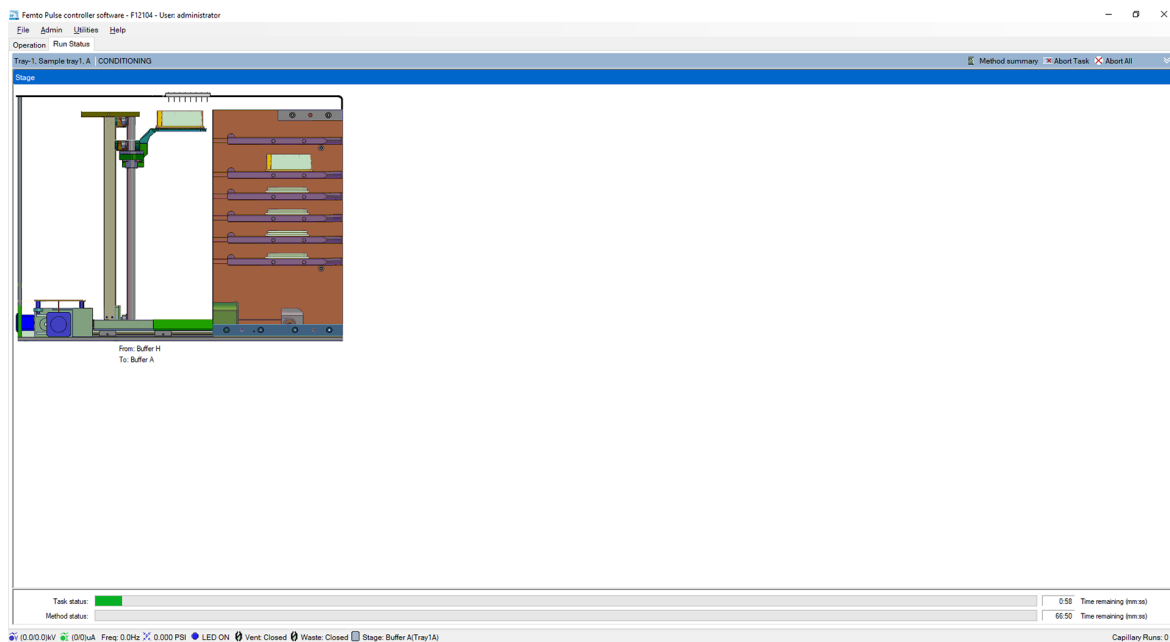 Femto Pulse controller software - F12104 - User: administrator
File Admin Utilities Help
Operation Run Status
Tray-1, Sample tray1, A | CONDITIONING Method summary Abort Task Abort All
Stage
From: Buffer H
To: Buffer A
Task status: 0:58 Time remaining (mm:ss)
Method status: 66:50 Time remaining (mm:ss)
(0.0/0.0)kV (0/0)uA Freq: 0.0Hz 0.000 PSI LED ON Vent: Closed Waste: Closed Stage: Buffer A(Tray1A) Capillary Runs: 0